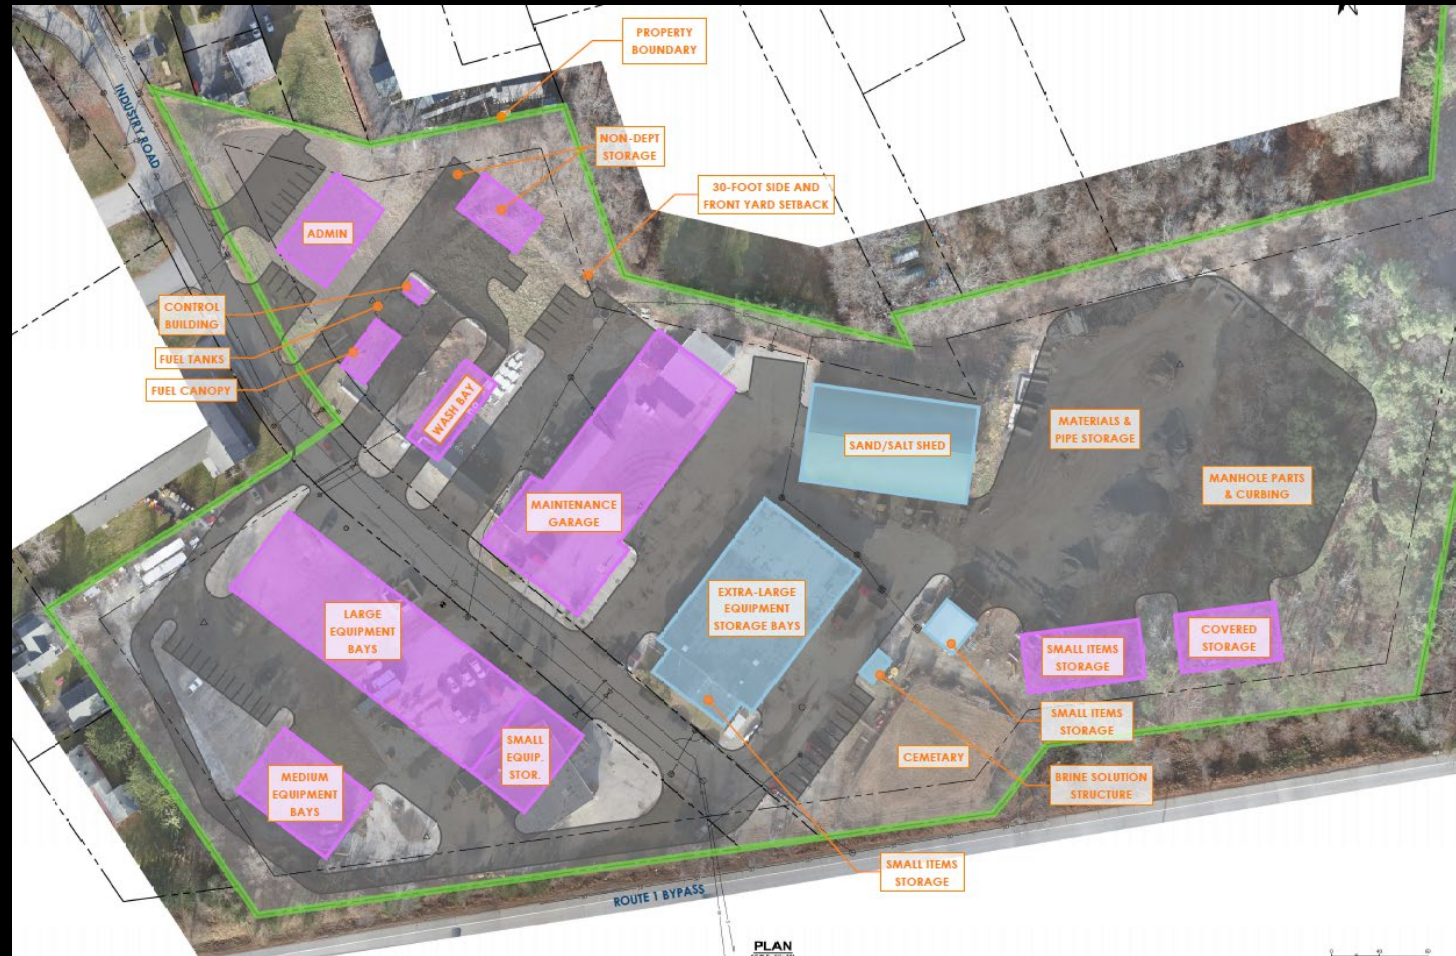 PROPERTY
BOUNDARY
INDUSTRY ROAD
NON-DEPT
STORAGE
30-FOOT SIDE AND
FRONT YARD SETBACK
ADMIN
CONTROL
BUILDING
FUEL TANKS
FUEL CANOPY
WASH BAY
SAND/SALT SHED
MATERIALS &
PIPE STORAGE
MANHOLE PARTS
& CURBING
MAINTENANCE
GARAGE
LARGE
EQUIPMENT
BAYS
EXTRA-LARGE
EQUIPMENT
STORAGE BAYS
SMALL ITEMS
STORAGE
COVERED
STORAGE
SMALL ITEMS
STORAGE
SMALL
EQUIP.
STOR.
CEMETARY
MEDIUM
EQUIPMENT
BAYS
BRINE SOLUTION
STRUCTURE
SMALL ITEMS
STORAGE
ROUTE 1 BYPASS
PLAN